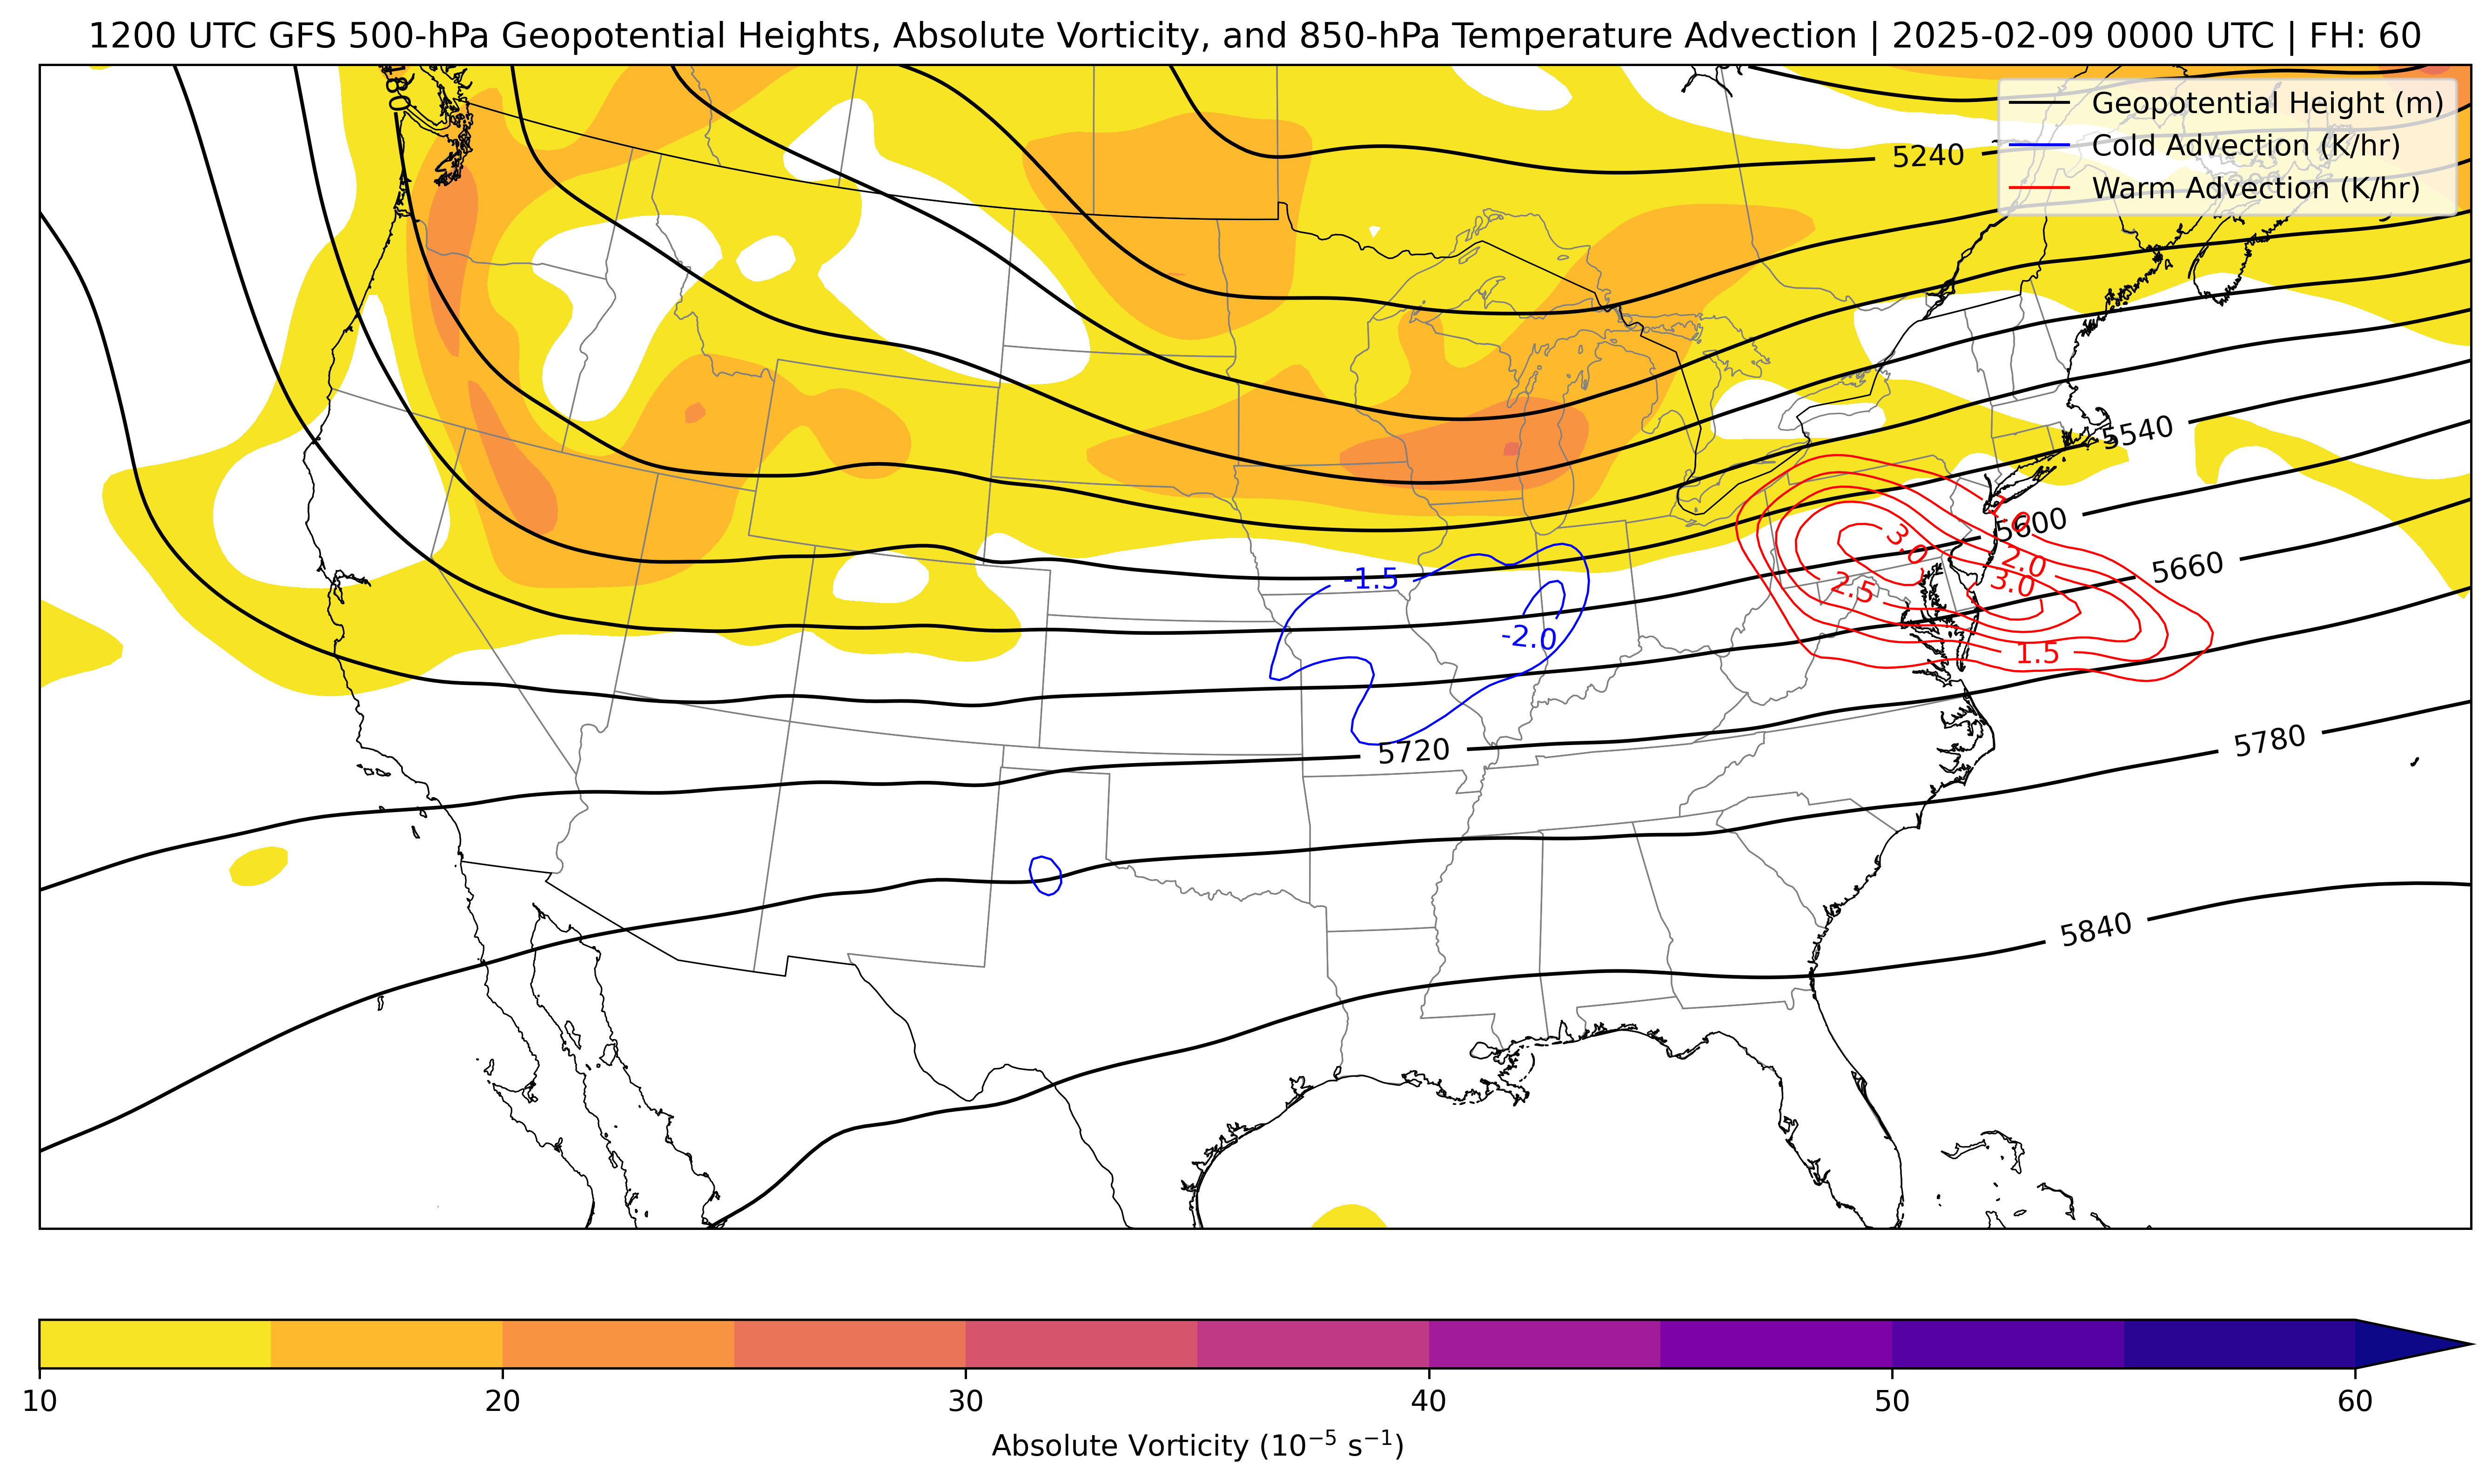 1200 UTC GFS 500-hPa Geopotential Heights, Absolute Vorticity, and 850-hPa Temperature Advection | 2025-02-09 0000 UTC | FH: 60
Geopotential Height (m)
Cold Advection (K/hr)
Warm Advection (K/hr)
5240
5540
1.0
5600
3.0
2.0
5660
2.5
3.0
-1.5
-2.0
1.5
5720
5780
5840
10 20 30 40 50 60
Absolute Vorticity (10⁻⁵ s⁻¹)